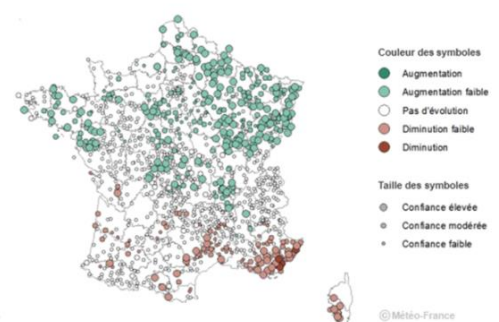 Couleur des symboles
Augmentation
Augmentation faible
Pas d'évolution
Diminution faible
Diminution
Taille des symboles
Confiance élevée
Confiance modérée
Confiance faible
©Météo-France